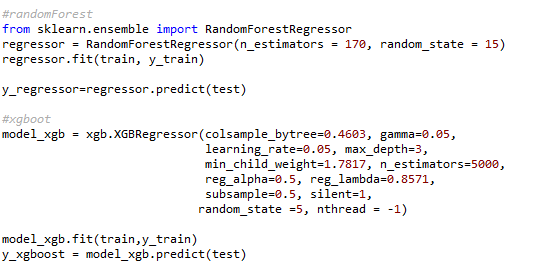 #randomForest
from sklearn.ensemble import RandomForestRegressor
regressor = RandomForestRegressor(n_estimators = 170, random_state = 15)
regressor.fit(train, y_train)
y_regressor=regressor.predict(test)
#xgboot
model_xgb = xgb.XGBRegressor(colsample_bytree=0.4603, gamma=0.05,
learning_rate=0.05, max_depth=3,
min_child_weight=1.7817, n_estimators=5000,
reg_alpha=0.5, reg_lambda=0.8571,
subsample=0.5, silent=1,
random_state =5, nthread = -1)
model_xgb.fit(train,y_train)
y_xgboost = model_xgb.predict(test)